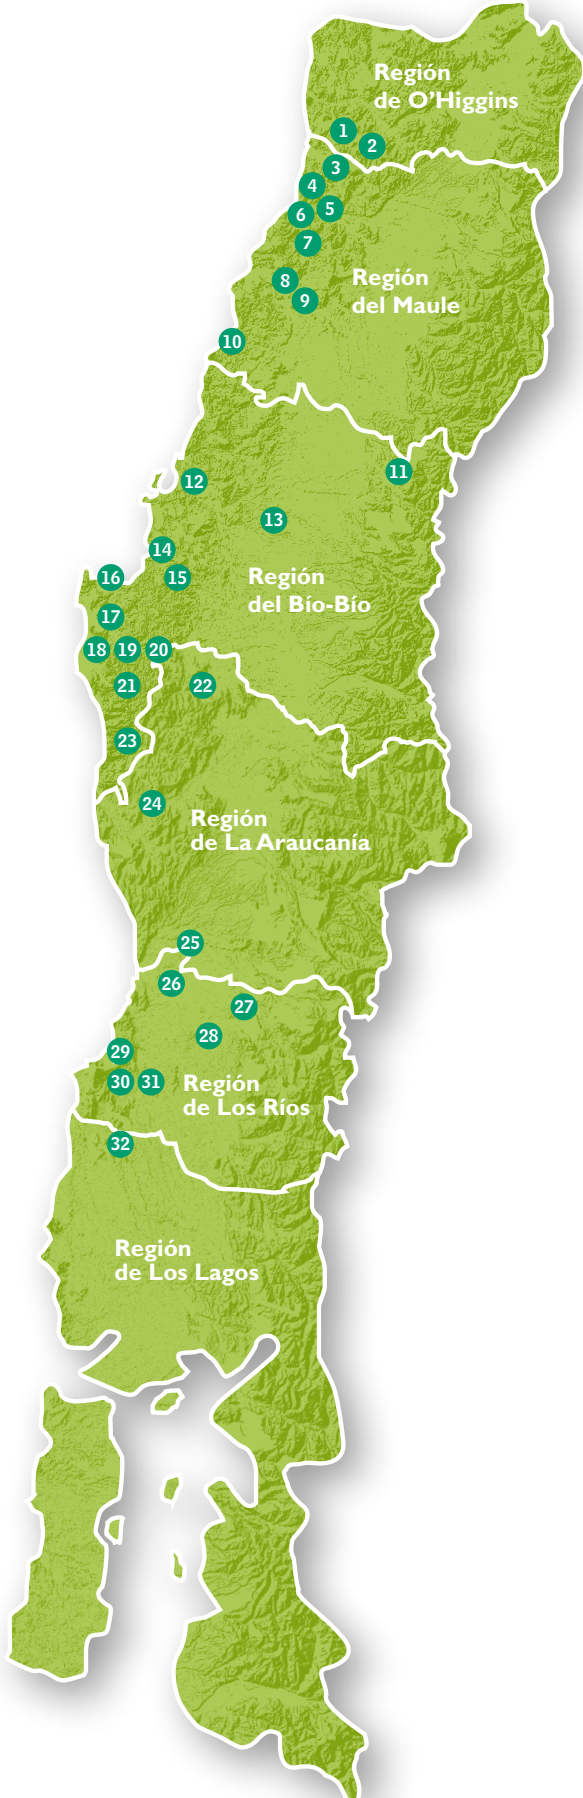 Región
de O'Higgins
1
2
3
4
5
6
7
8
Región
del Maule
9
10
11
12
13
14
16
15
Región
del Bío-Bío
17
18
19
20
21
22
23
24
Región
de La Araucanía
25
26
27
28
29
30
31
Región
de Los Ríos
32
Región
de Los Lagos